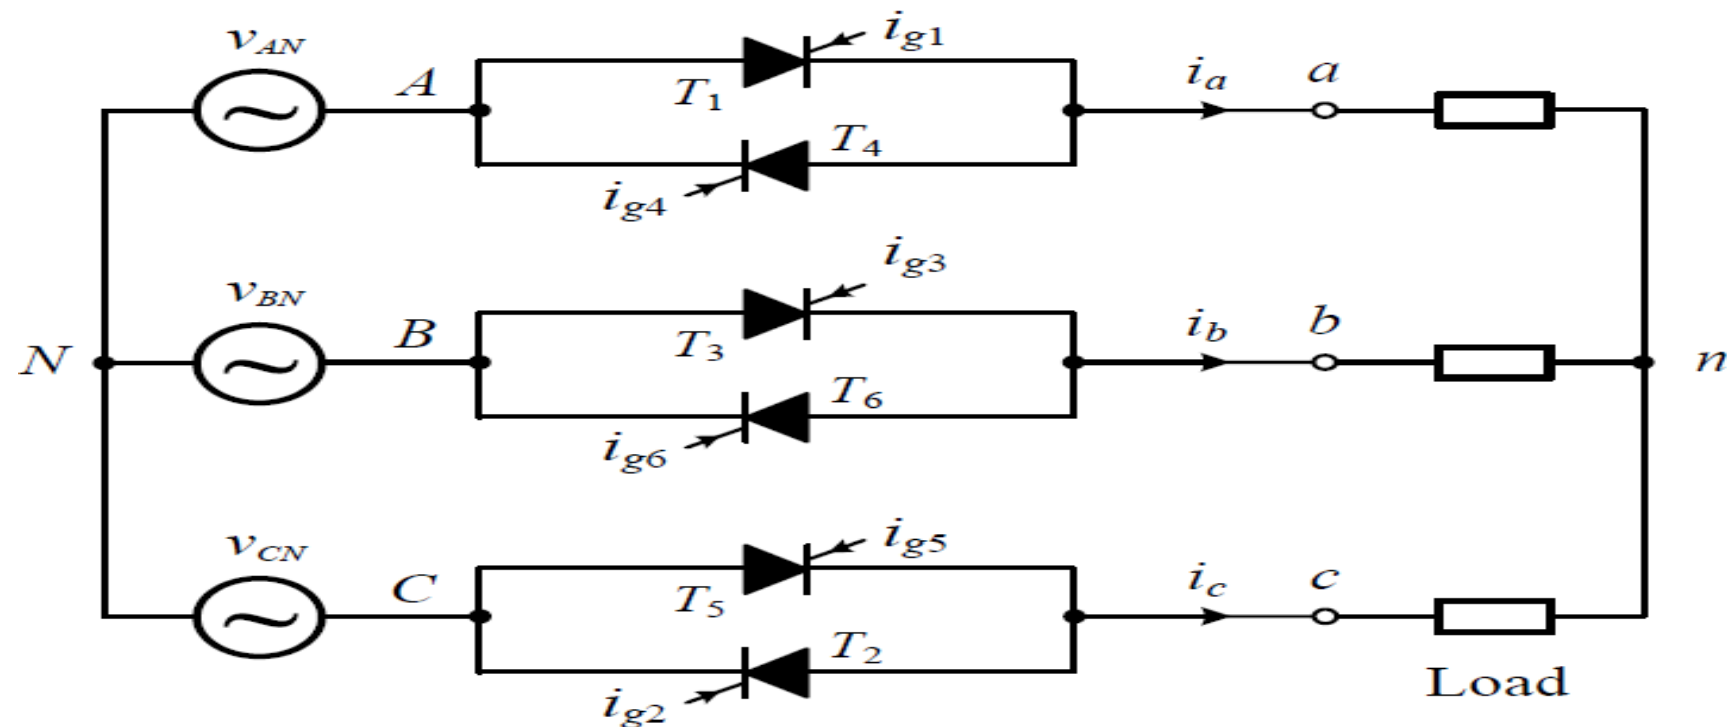 v_AN
A
T_1
i_g1
T_4
i_g4
i_a
a
v_BN
B
T_3
i_g3
T_6
i_g6
i_b
b
N
n
v_CN
C
T_5
i_g5
T_2
i_g2
i_c
c
Load